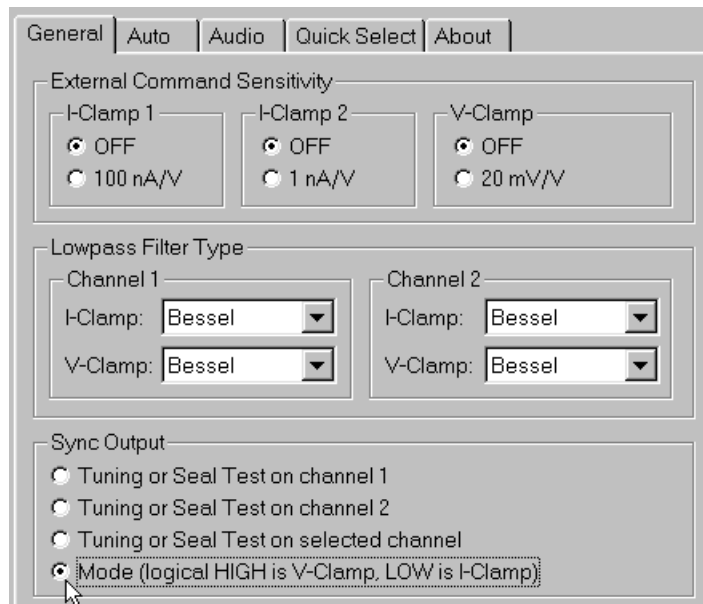 General Auto Audio Quick Select About
External Command Sensitivity
I-Clamp 1 I-Clamp 2 V-Clamp
OFF OFF OFF
100 nA/V 1 nA/V 20 mV/V
Lowpass Filter Type
Channel 1 Channel 2
I-Clamp: Bessel I-Clamp: Bessel
V-Clamp: Bessel V-Clamp: Bessel
Sync Output
Tuning or Seal Test on channel 1
Tuning or Seal Test on channel 2
Tuning or Seal Test on selected channel
Mode (logical HIGH is V-Clamp, LOW is I-Clamp)